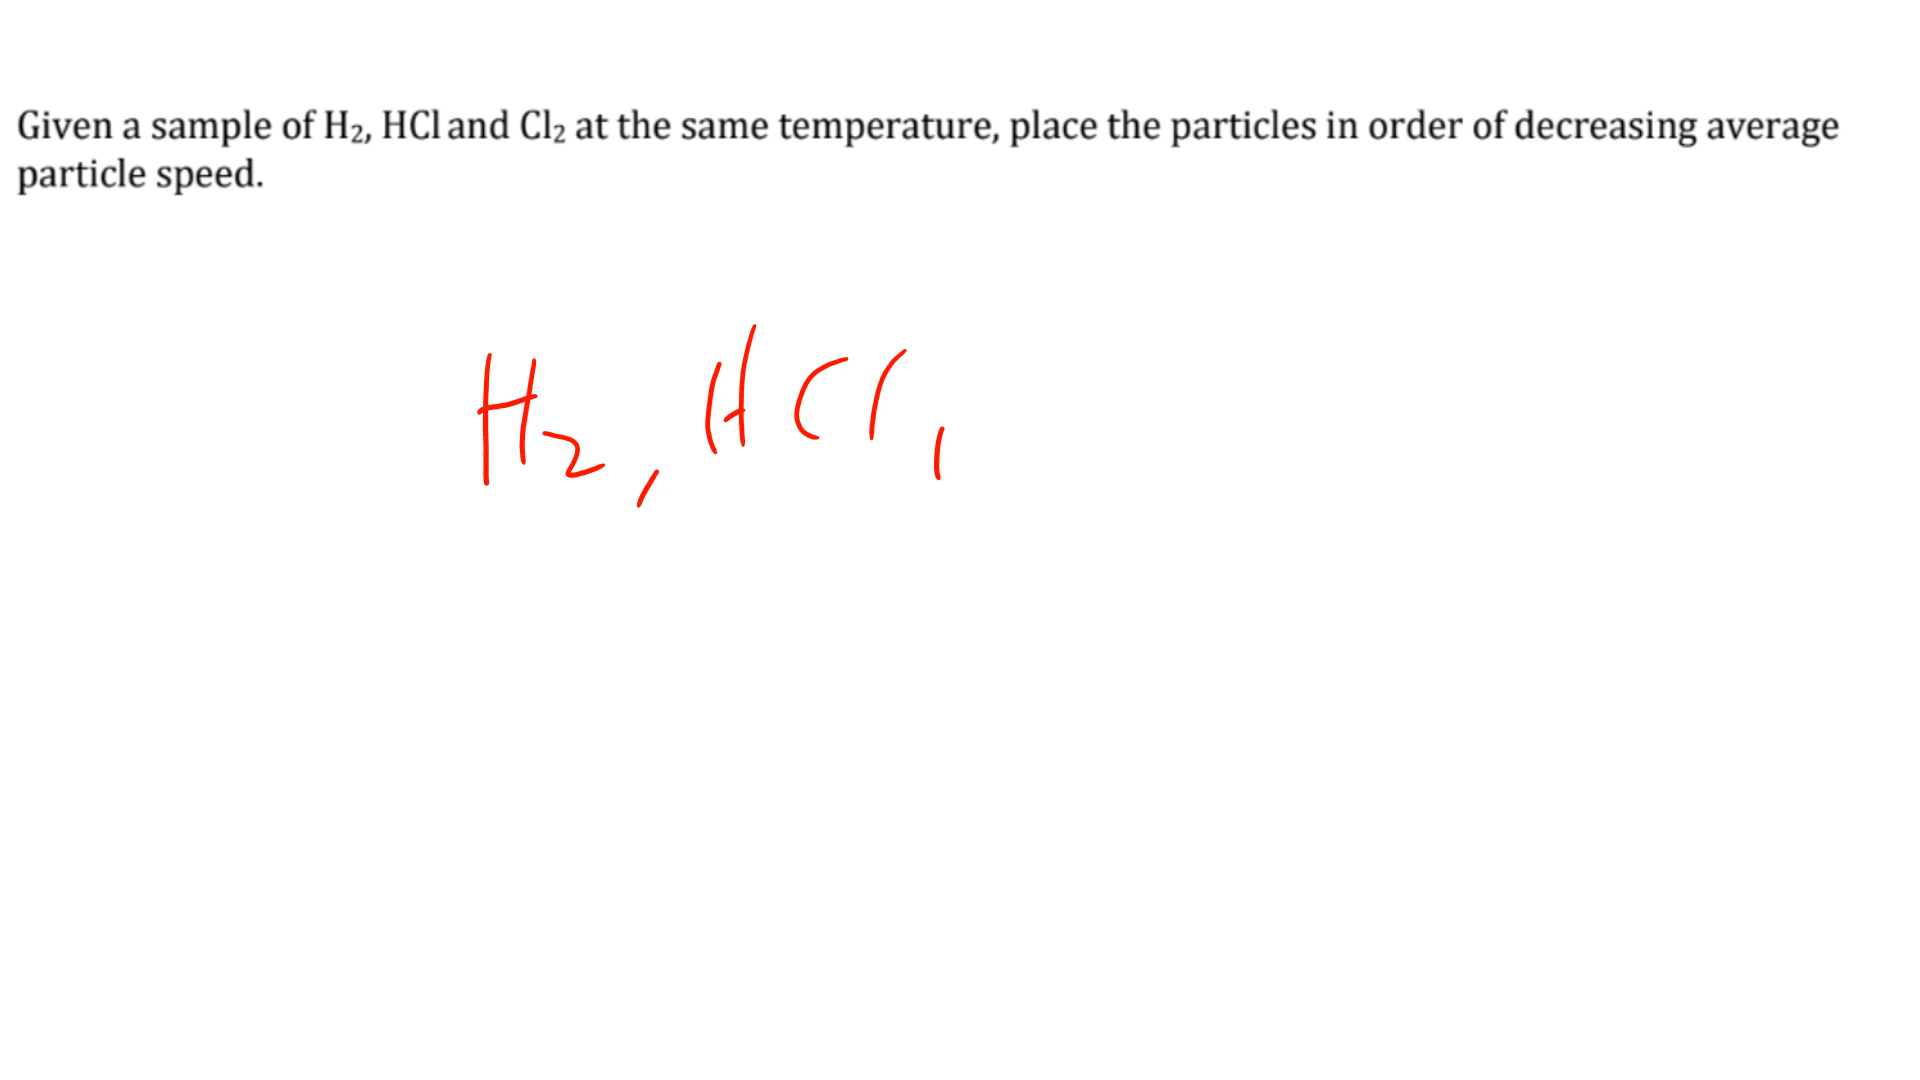 Given a sample of H₂, HCl and Cl₂ at the same temperature, place the particles in order of decreasing average
particle speed.
H₂, HCl,